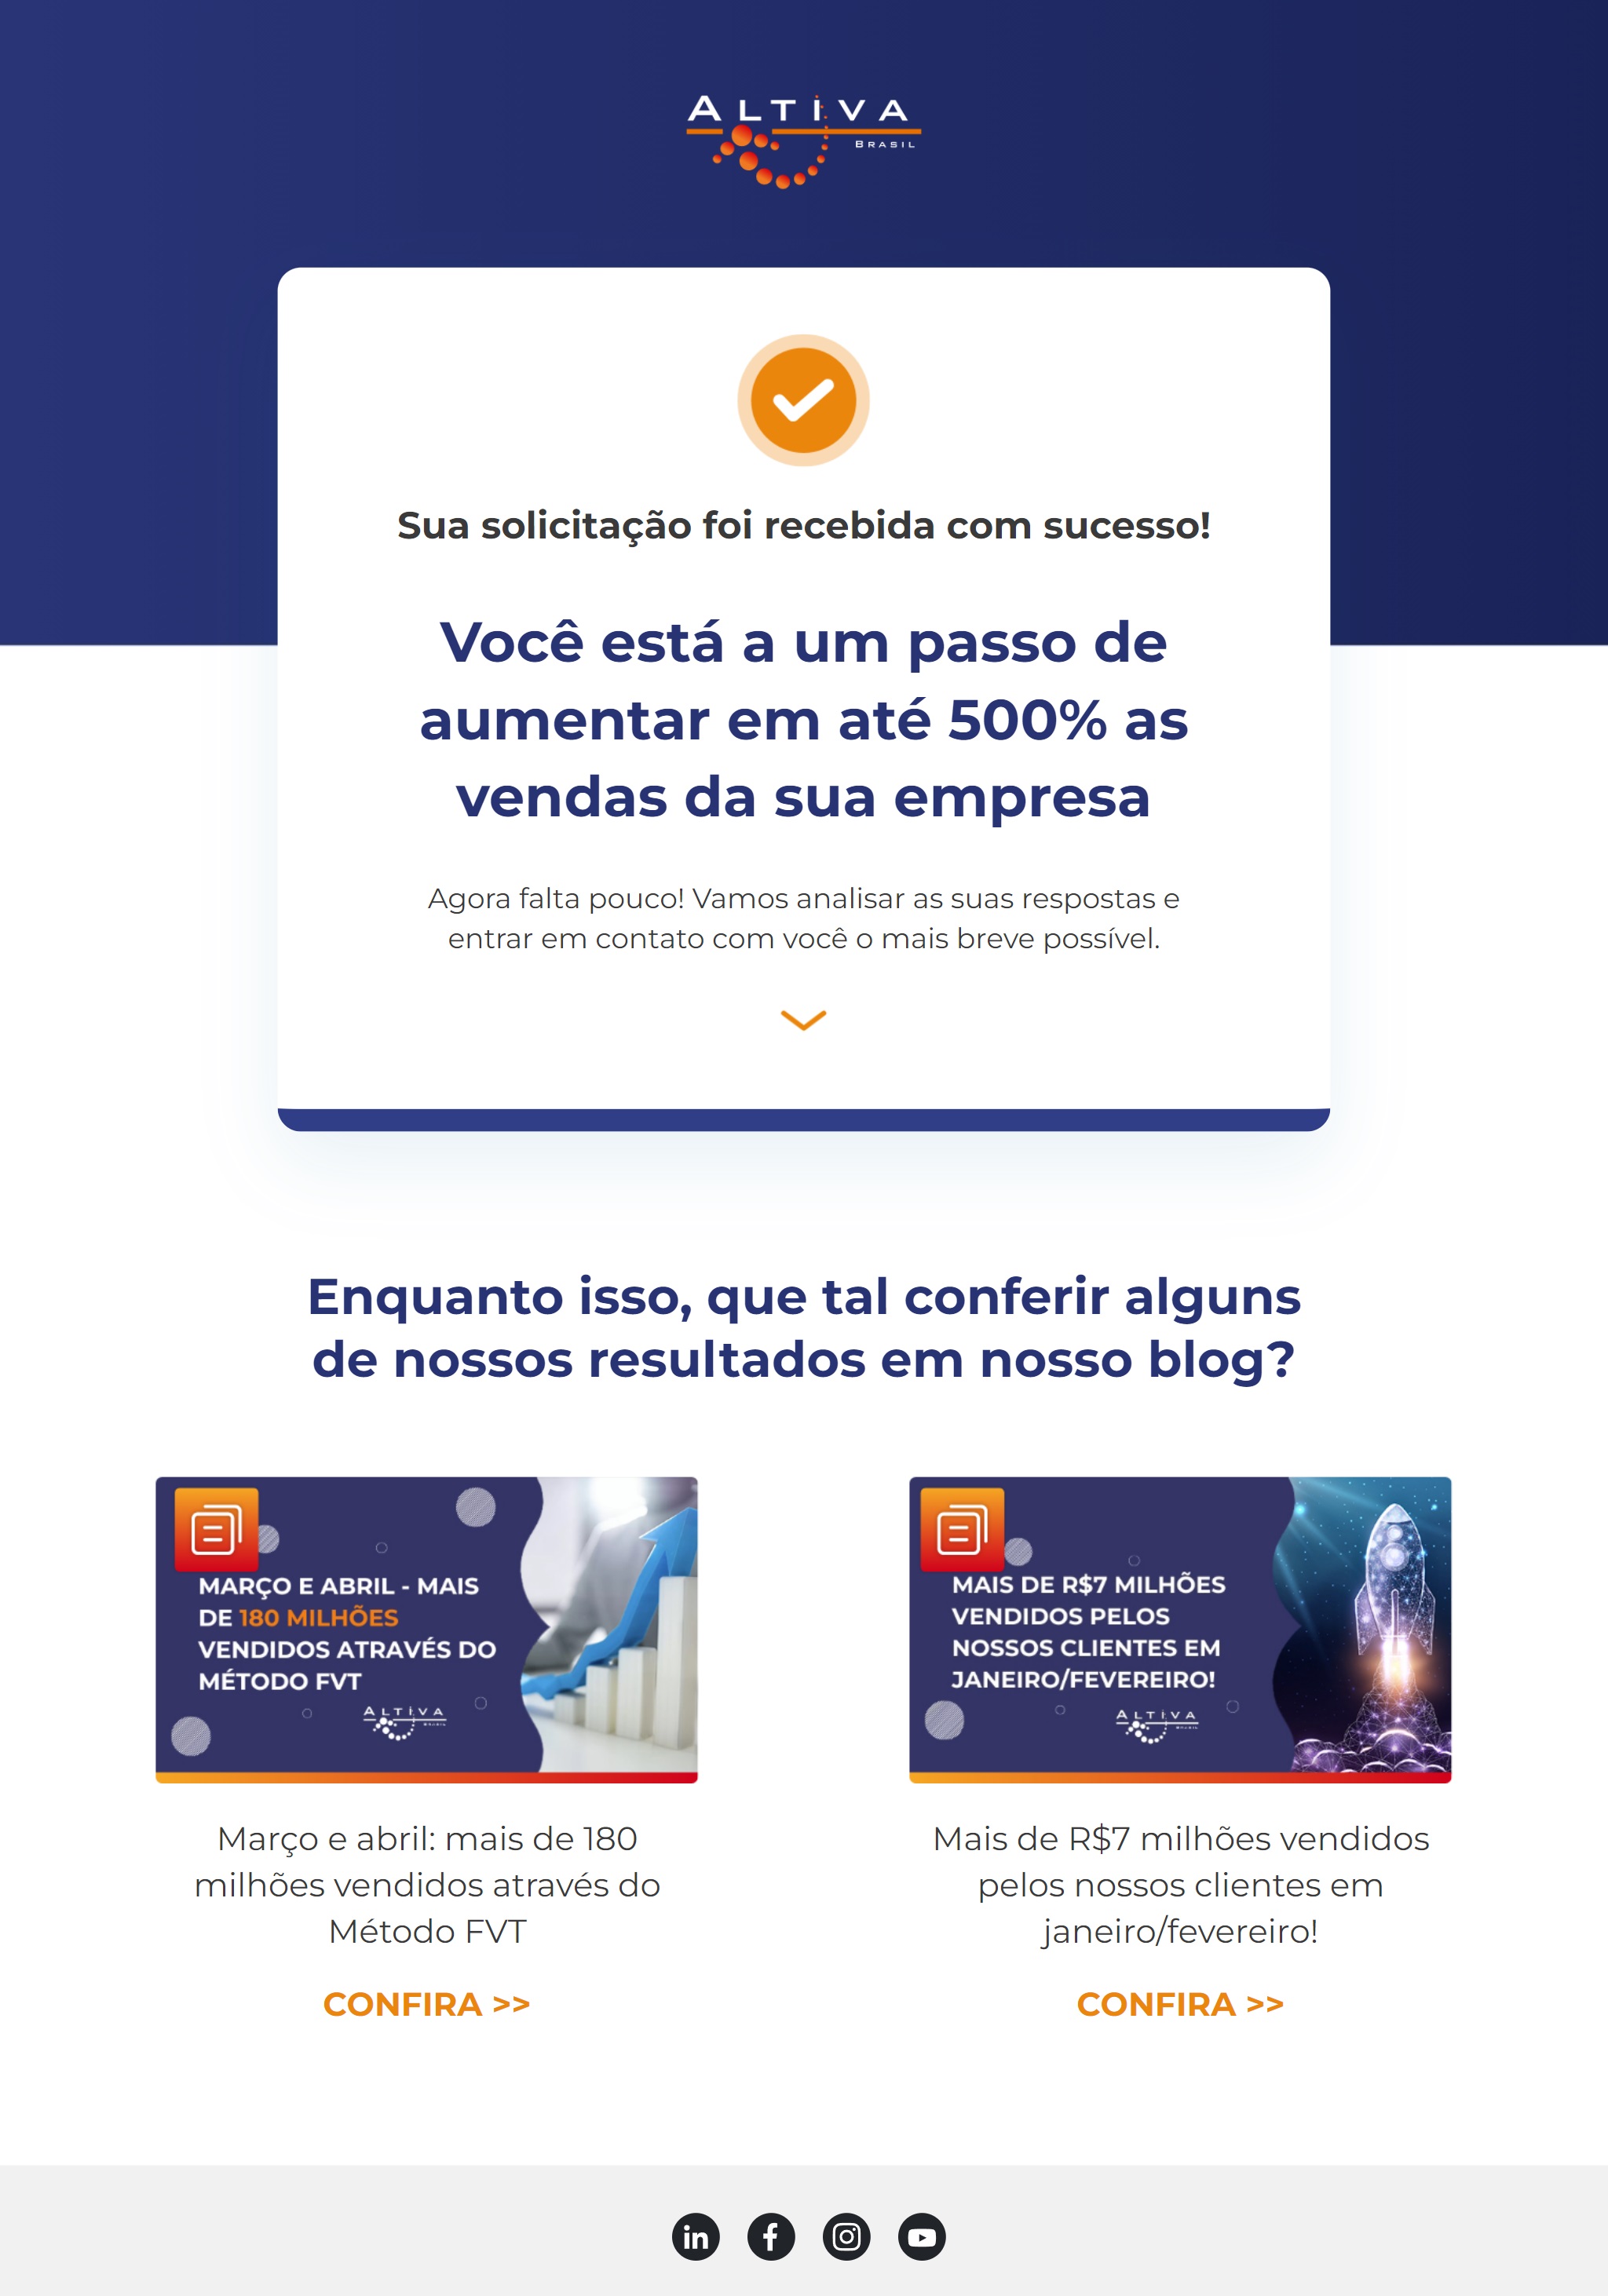 ALTIVA
BRASIL
Sua solicitação foi recebida com sucesso!
Você está a um passo de
aumentar em até 500% as
vendas da sua empresa
Agora falta pouco! Vamos analisar as suas respostas e
entrar em contato com você o mais breve possível.
Enquanto isso, que tal conferir alguns
de nossos resultados em nosso blog?
MARÇO E ABRIL - MAIS
DE 180 MILHÕES
VENDIDOS ATRAVÉS DO
MÉTODO FVT
ALTIVA
BRASIL
Março e abril: mais de 180
milhões vendidos através do
Método FVT
CONFIRA >>
MAIS DE R$7 MILHÕES
VENDIDOS PELOS
NOSSOS CLIENTES EM
JANEIRO/FEVEREIRO!
ALTIVA
BRASIL
Mais de R$7 milhões vendidos
pelos nossos clientes em
janeiro/fevereiro!
CONFIRA >>
in
f